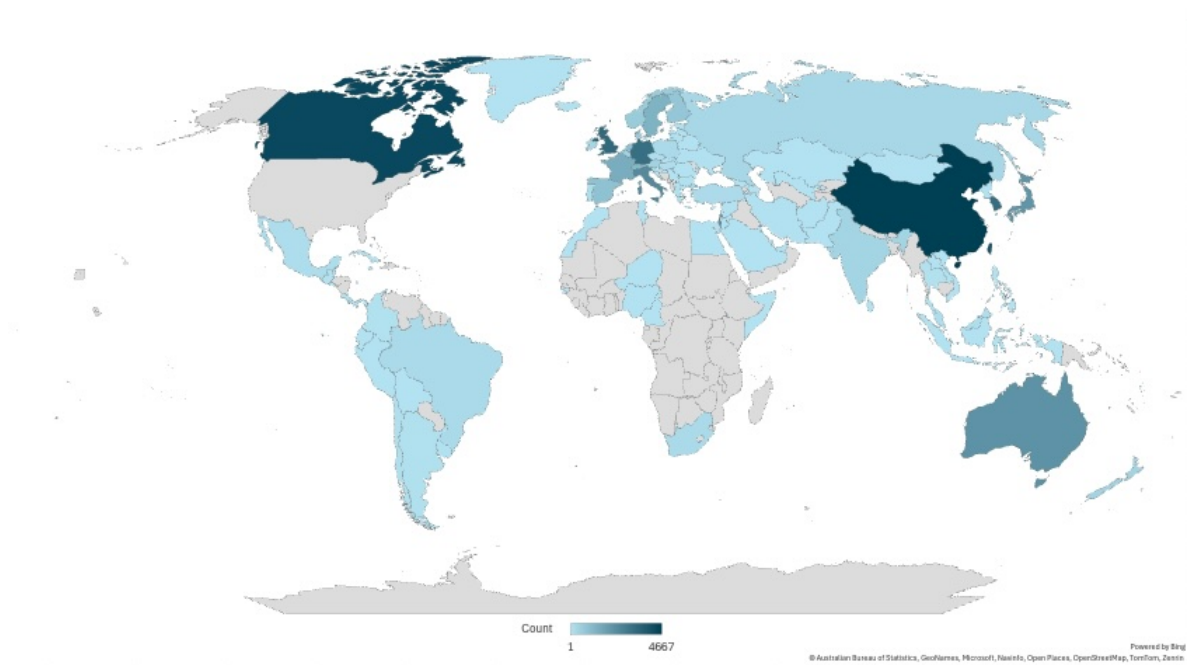 Count
1 4667
Powered by Bing
© Australian Bureau of Statistics, GeoNames, Microsoft, Navinfo, Open Places, OpenStreetMap, TomTom, Zenrin